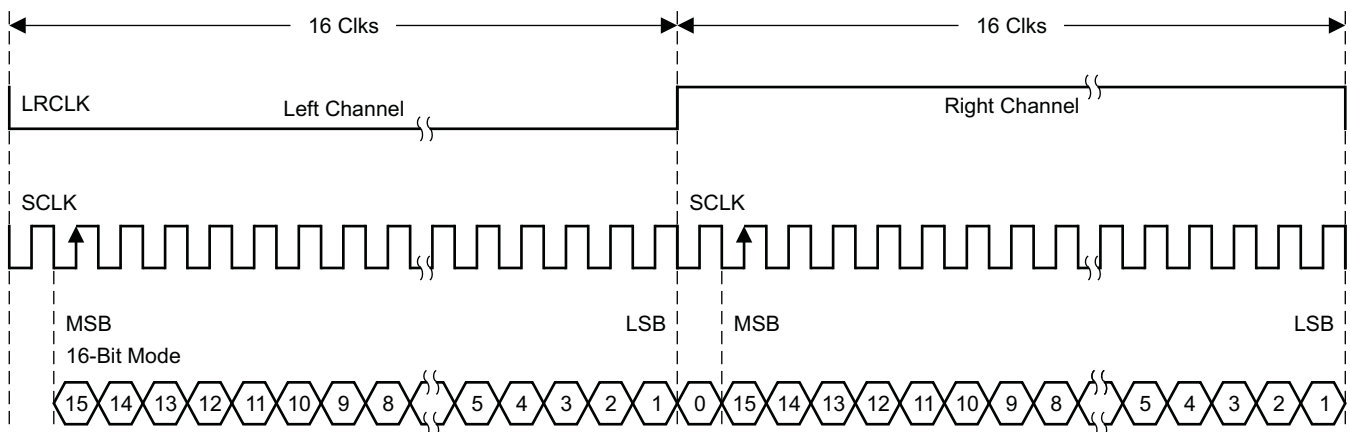 16 Clks 16 Clks
LRCLK Left Channel Right Channel
SCLK SCLK
MSB LSB MSB LSB
16-Bit Mode
15 14 13 12 11 10 9 8 5 4 3 2 1 0 15 14 13 12 11 10 9 8 5 4 3 2 1